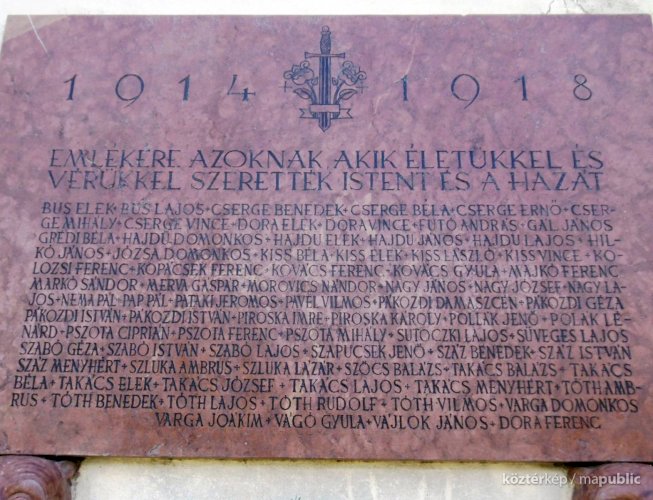 1914 1918
EMLÉKÉRE AZOKNAK AKIK ÉLETÜKKEL ÉS
VÉRÜKKEL SZERETTÉK ISTENT ÉS A HAZÁT
BUS ELEK + BUS LAJOS + CSERGE BENEDEK + CSERGE BÉLA + CSERGE ERNŐ + CSER-
GE MIHÁLY + CSERGE VINCE + DORA ELEK + DORA VINCE + FUTÓ ANDRÁS + GÁL JÁNOS
GRÉDI BÉLA + HAJDU DOMONKOS + HAJDU ELEK + HAJDU JÁNOS + HAJDU LAJOS + HIL-
KÓ JÁNOS + JÓZSA DOMONKOS + KISS BÉLA + KISS ELEK + KISS LÁSZLÓ + KISS VINCE + KO-
LOZSI FERENC + KOPÁCSEK FERENC + KOVÁCS FERENC + KOVÁCS GYULA + MAJKÓ FERENC
MARKÓ SÁNDOR + MERVA GÁSPÁR + MOROVICS NÁNDOR + NAGY JÁNOS + NAGY JÓZSEF + NAGY LA-
JOS + NÉMA PÁL + PAP PÁL + PATAKI JEROMOS + PAVEL VILMOS + PÁKOZDI DAMASZCÉN + PÁKOZDI GÉZA
PÁKOZDI ISTVÁN + PÁKOZDI ISTVÁN + PIROSKA IMRE + PIROSKA KÁROLY + POLLÁK JENŐ + POLÁK LÉ-
NÁRD + PSZOTA CIPRIÁN + PSZOTA FERENC + PSZOTA MIHÁLY + SUTÓCZKI LAJOS + SÜVEGES LAJOS
SZABÓ GÉZA + SZABÓ ISTVÁN + SZABÓ LAJOS + SZAPUCSEK JENŐ + SZÁZ BENEDEK + SZÁZ ISTVÁN
SZÁZ MENYHÉRT + SZLUKA AMBRUS + SZLUKA LÁZÁR + SZŐCS BALÁZS + TAKÁCS BALÁZS + TAKÁCS
BÉLA + TAKÁCS ELEK + TAKÁCS JÓZSEF + TAKÁCS LAJOS + TAKÁCS MENYHÉRT + TÓTH AMB-
RUS + TÓTH BENEDEK + TÓTH LAJOS + TÓTH RUDOLF + TÓTH VILMOS + VARGA DOMONKOS
VARGA JOAKIM + VÁGÓ GYULA + VAJLOK JÁNOS + DORA FERENC
köztérkép / mapublic